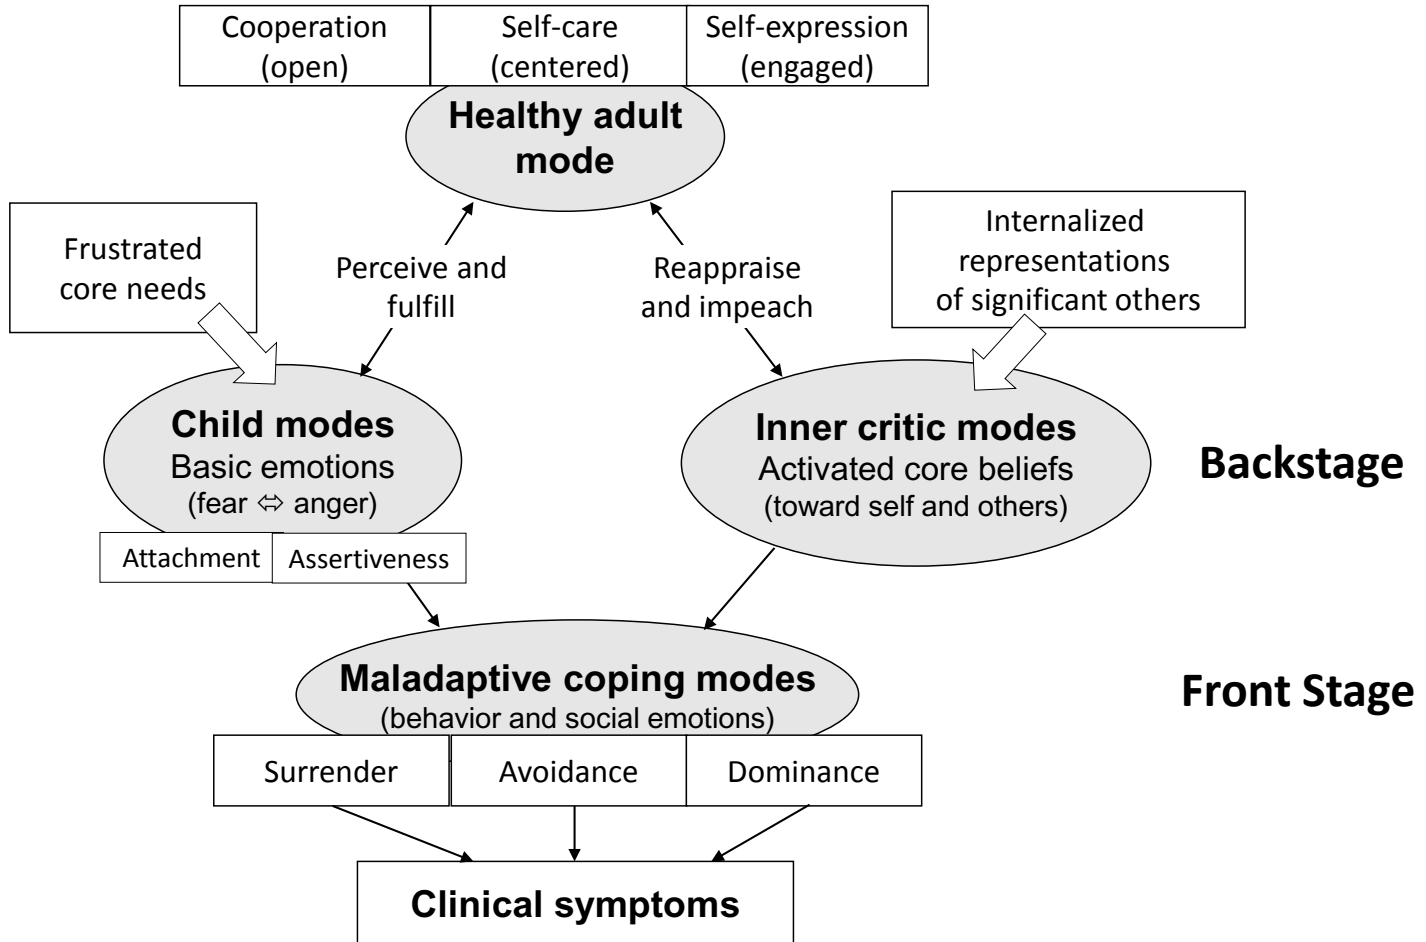 Cooperation
(open)
Self-care
(centered)
Self-expression
(engaged)
Healthy adult
mode
Frustrated
core needs
Perceive and
fulfill
Reappraise
and impeach
Internalized
representations
of significant others
Child modes
Basic emotions
(fear ⇔ anger)
Attachment
Assertiveness
Inner critic modes
Activated core beliefs
(toward self and others)
Backstage
Maladaptive coping modes
(behavior and social emotions)
Front Stage
Surrender
Avoidance
Dominance
Clinical symptoms